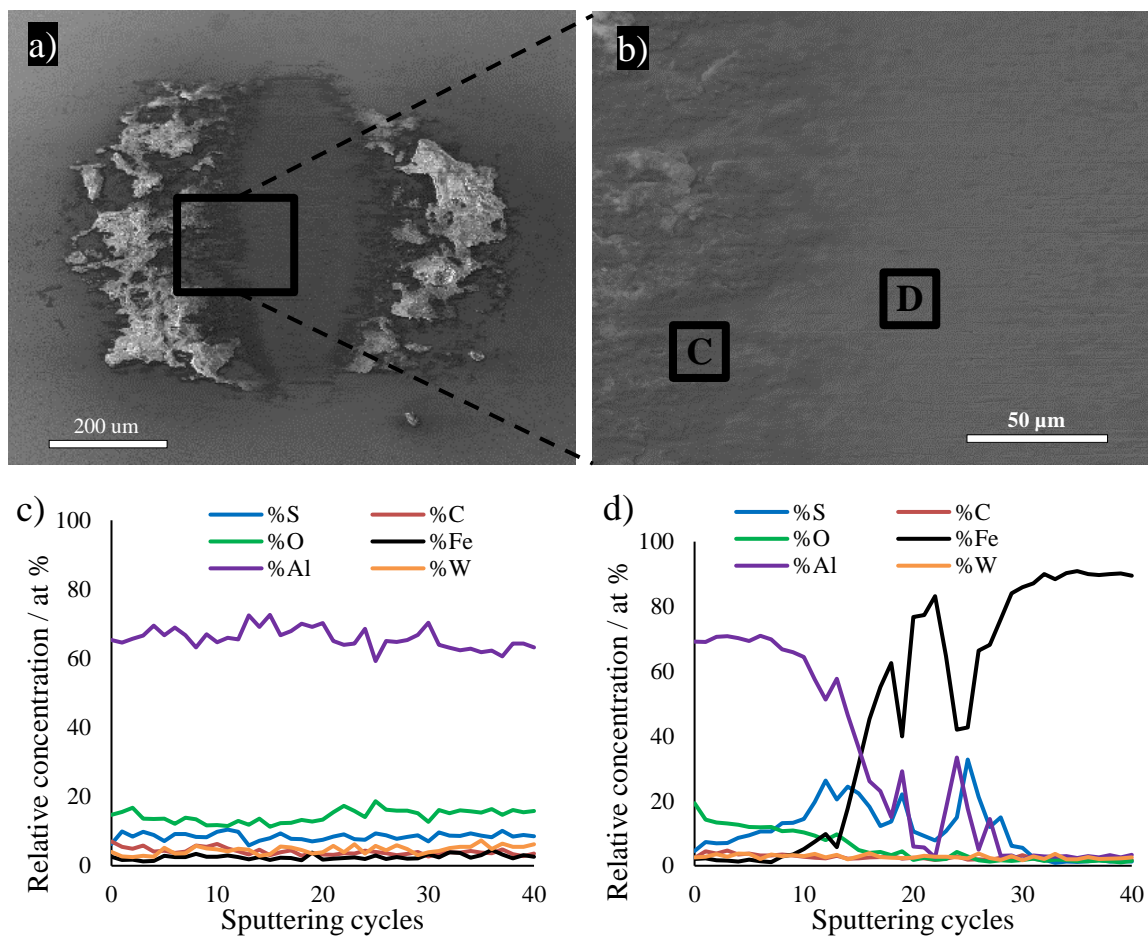 a)
200 um
b)
C
D
50 µm
c)
100
80
60
40
20
0
0 10 20 30 40
Relative concentration / at %
Sputtering cycles
%S %C
%O %Fe
%Al %W
d)
100
80
60
40
20
0
0 10 20 30 40
Relative concentration / at %
Sputtering cycles
%S %C
%O %Fe
%Al %W